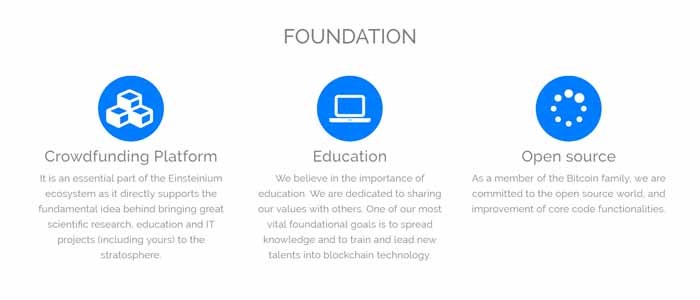 FOUNDATION
Crowdfunding Platform
It is an essential part of the Einsteinium
ecosystem as it directly supports the
fundamental idea behind bringing great
scientific research, education and IT
projects (including yours) to the
stratosphere.
Education
We believe in the importance of
education. We are dedicated to sharing
our values with others. One of our most
vital foundational goals is to spread
knowledge and to train and lead new
talents into blockchain technology.
Open source
As a member of the Bitcoin family, we are
committed to the open source world, and
improvement of core code functionalities.